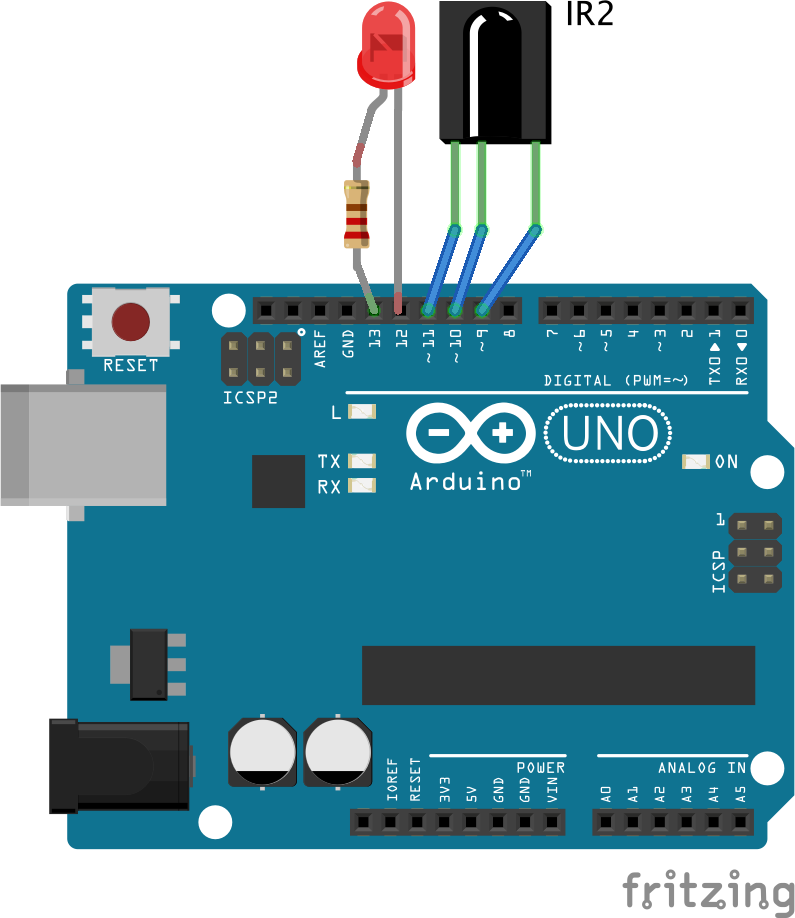 IR2
RESET
ICSP2
AREF
GND
13
12
~11
~10
~9
8
7
~6
~5
4
~3
2
TX0▶1
RX0◀0
DIGITAL (PWM=~)
L
TX
RX
UNO
Arduino™
ON
1
ICSP
IOREF
RESET
3V3
5V
GND
GND
VIN
POWER
ANALOG IN
A0
A1
A2
A3
A4
A5
fritzing